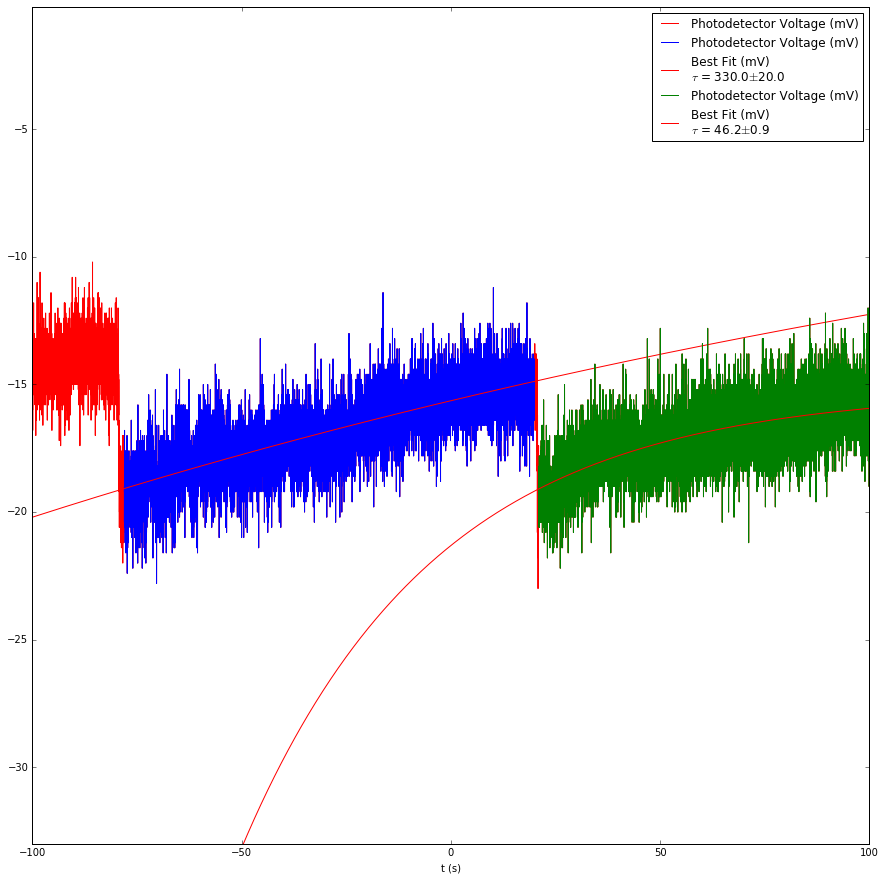 Photodetector Voltage (mV)
Photodetector Voltage (mV)
Best Fit (mV)
τ = 330.0±20.0
Photodetector Voltage (mV)
Best Fit (mV)
τ = 46.2±0.9
−5
−10
−15
−20
−25
−30
−100 −50 0 50 100
t (s)